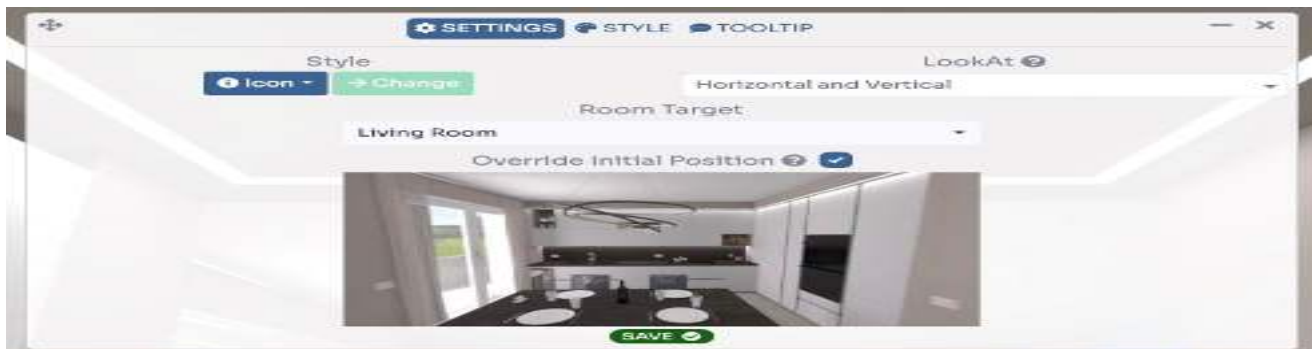 SETTINGS STYLE TOOLTIP
Style LookAt
Icon Change Horizontal and Vertical
Room Target
Living Room
Override Initial Position
SAVE